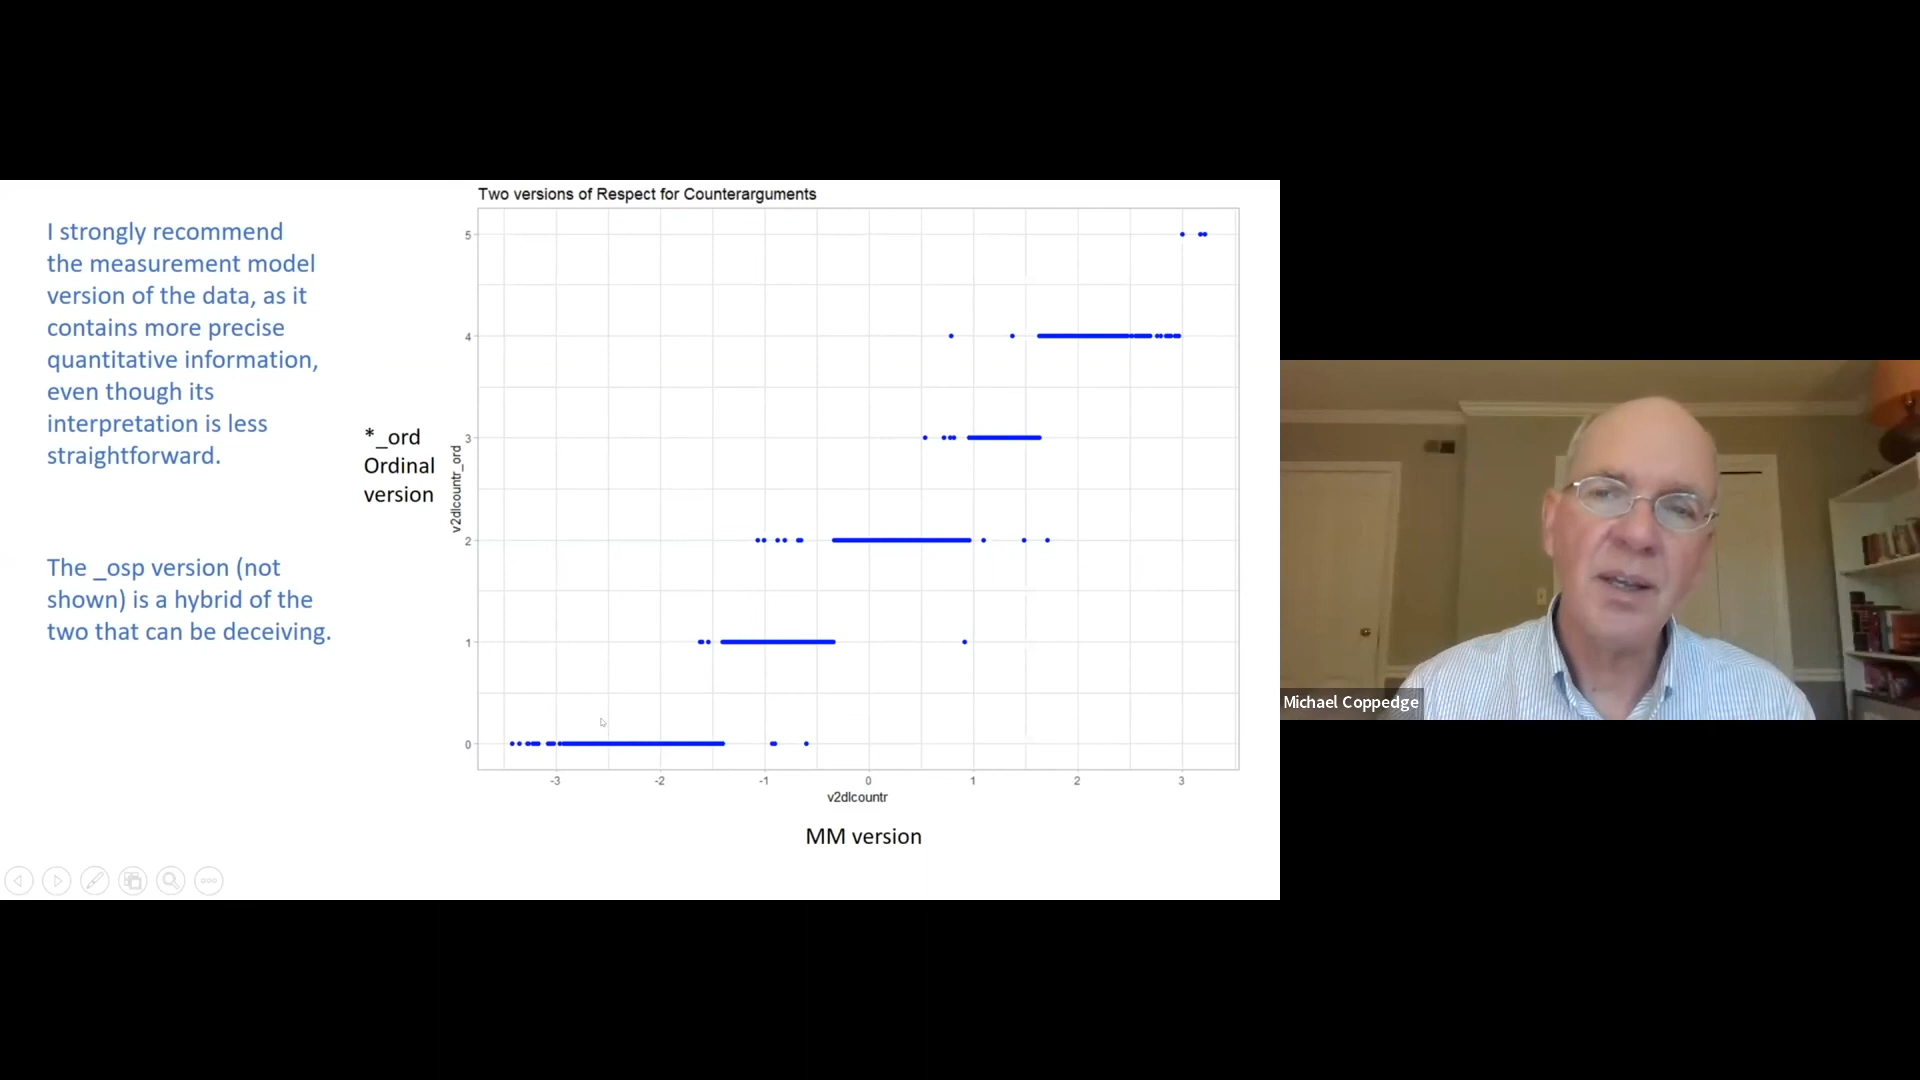 Two versions of Respect for Counterarguments
I strongly recommend
the measurement model
version of the data, as it
contains more precise
quantitative information,
even though its
interpretation is less
straightforward.
The _osp version (not
shown) is a hybrid of the
two that can be deceiving.
*_ord
Ordinal
version
v2dlcountr_ord
5
4
3
2
1
0
-3 -2 -1 0 1 2 3
v2dlcountr
MM version
Michael Coppedge